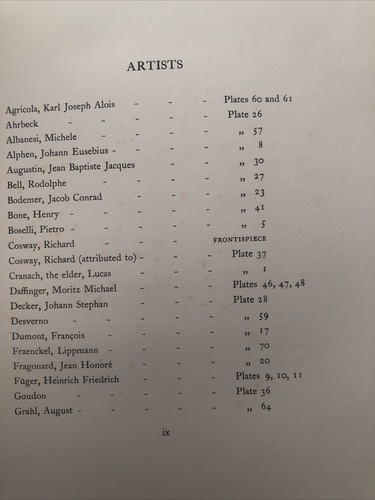 ARTISTS
Agricola, Karl Joseph Alois - - - Plates 60 and 61
Ahrbeck - - - - Plate 26
Albanesi, Michele - - - „ 57
Alphen, Johann Eusebius - - - „ 8
Augustin, Jean Baptiste Jacques - - „ 30
Bell, Rodolphe - - - „ 27
Bodemer, Jacob Conrad - - - „ 23
Bone, Henry - - - - „ 41
Boselli, Pietro - - - - „ 5
Cosway, Richard - - - FRONTISPIECE
Cosway, Richard (attributed to) - - - Plate 37
Cranach, the elder, Lucas - - - „ 1
Daffinger, Moritz Michael - - - Plates 46, 47, 48
Decker, Johann Stephan - - - Plate 28
Desverno - - - - „ 59
Dumont, François - - - „ 17
Fraenckel, Lippmann - - - - „ 70
Fragonard, Jean Honoré - - - „ 20
Füger, Heinrich Friedrich - - - Plates 9, 10, 11
Goudon - - - - Plate 36
Grahl, August - - - - - „ 64
ix